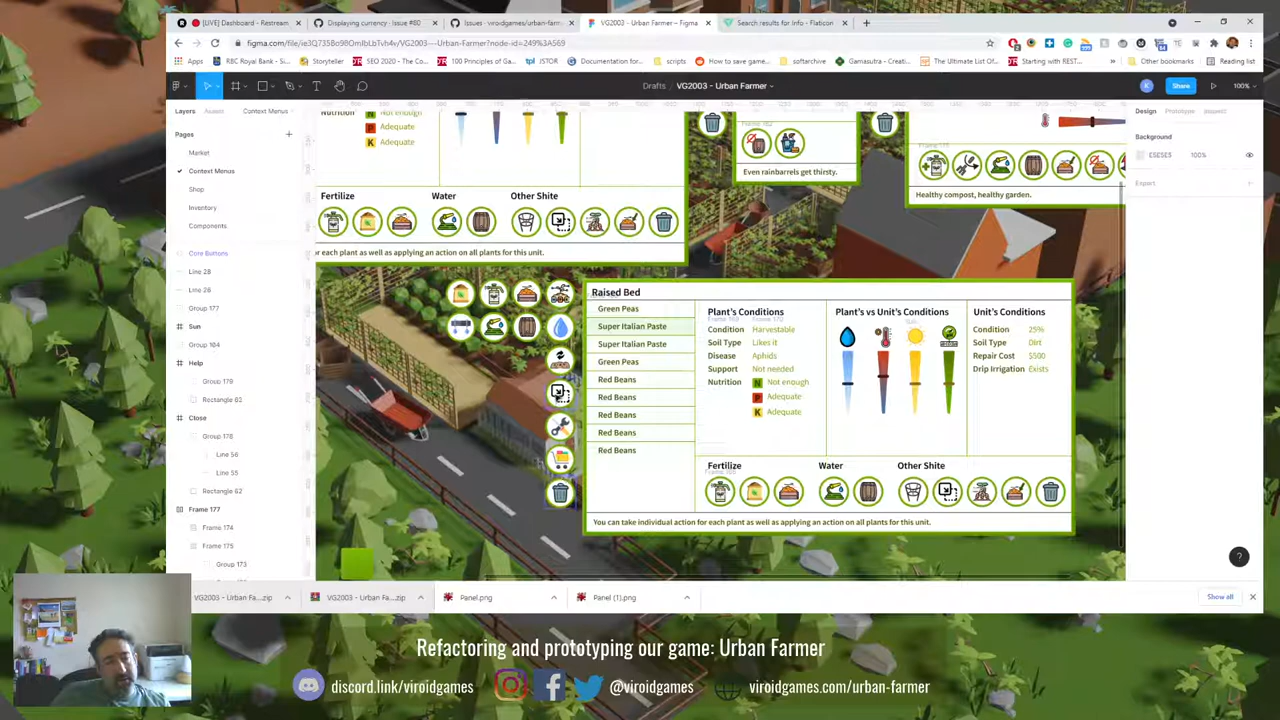 [LIVE] Dashboard - Restream
Displaying currency · Issue #80
Issues · viroidgames/urban-farm
VG2003 - Urban Farmer – Figma
Search results for Info - Flaticon
figma.com/file/ie3Q735Bo98OmIbLbTvh4v/VG2003---Urban-Farmer?node-id=249%3A569
Apps
RBC Royal Bank - Si...
Storyteller
SEO 2020 - The Co...
100 Principles of Ga...
JSTOR
Documentation for...
scripts
How to save game...
softarchive
Gamasutra - Creati...
The Ultimate List Of...
Starting with REST...
Other bookmarks
Reading list
Drafts / VG2003 - Urban Farmer
Share
100%
Layers
Assets
Context Menus
Design
Prototype
Inspect
Pages
Market
Context Menus
Shop
Inventory
Components
Core Buttons
Line 28
Line 26
Group 177
Sun
Group 104
Help
Group 179
Rectangle 62
Close
Group 178
Line 56
Line 55
Rectangle 62
Frame 177
Frame 174
Frame 175
Group 173
Background
E5E5E5
100%
Export
Nutrition
N Not enough
P Adequate
K Adequate
Fertilize
Water
Other Shite
r each plant as well as applying an action on all plants for this unit.
Even rainbarrels get thirsty.
Healthy compost, healthy garden.
Raised Bed
Green Peas
Super Italian Paste
Super Italian Paste
Green Peas
Red Beans
Red Beans
Red Beans
Red Beans
Red Beans
Plant's Conditions
Condition Harvestable
Soil Type Likes it
Disease Aphids
Support Not needed
Nutrition N Not enough
P Adequate
K Adequate
Plant's vs Unit's Conditions
Unit's Conditions
Condition 25%
Soil Type Dirt
Repair Cost $500
Drip Irrigation Exists
Fertilize
Water
Other Shite
You can take individual action for each plant as well as applying an action on all plants for this unit.
VG2003 - Urban Fa....zip
VG2003 - Urban Fa....zip
Panel.png
Panel (1).png
Show all
Refactoring and prototyping our game: Urban Farmer
discord.link/viroidgames
@viroidgames
viroidgames.com/urban-farmer